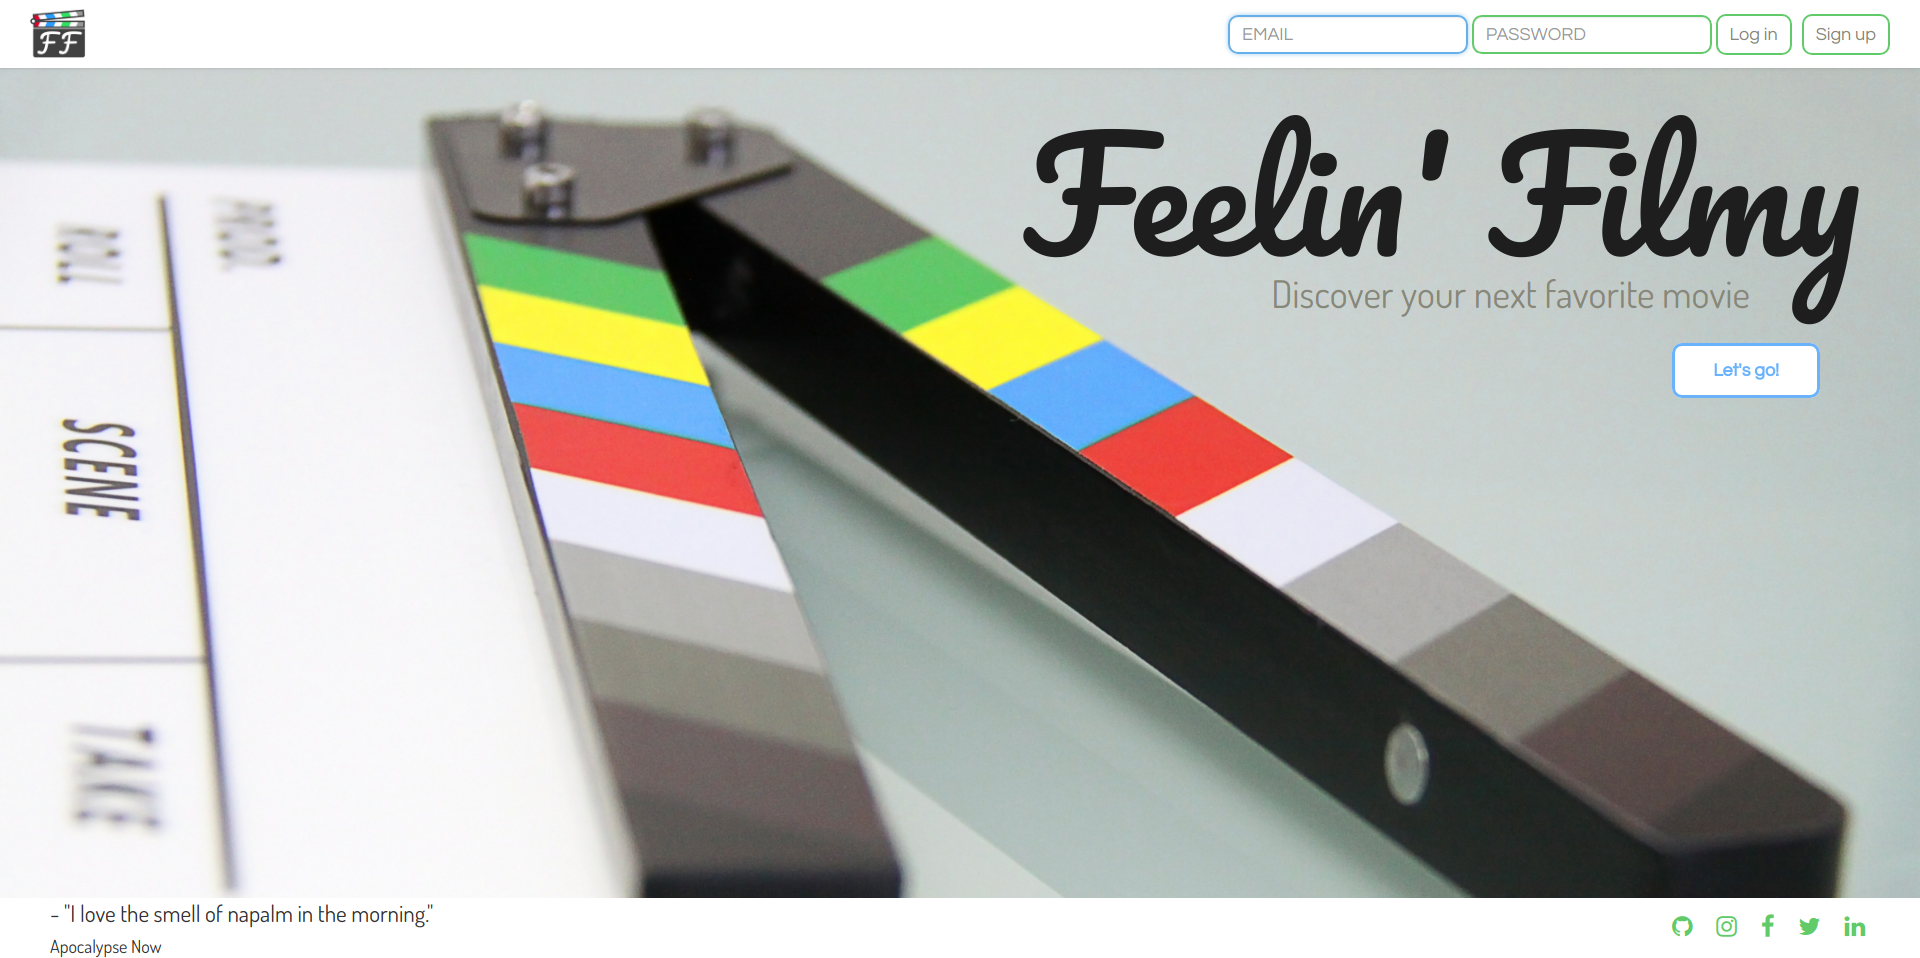 FF
EMAIL
PASSWORD
Log in
Sign up
Feelin' Filmy
Discover your next favorite movie
Let's go!
ROLL
PROD.
SCENE
TAKE
- "I love the smell of napalm in the morning."
Apocalypse Now